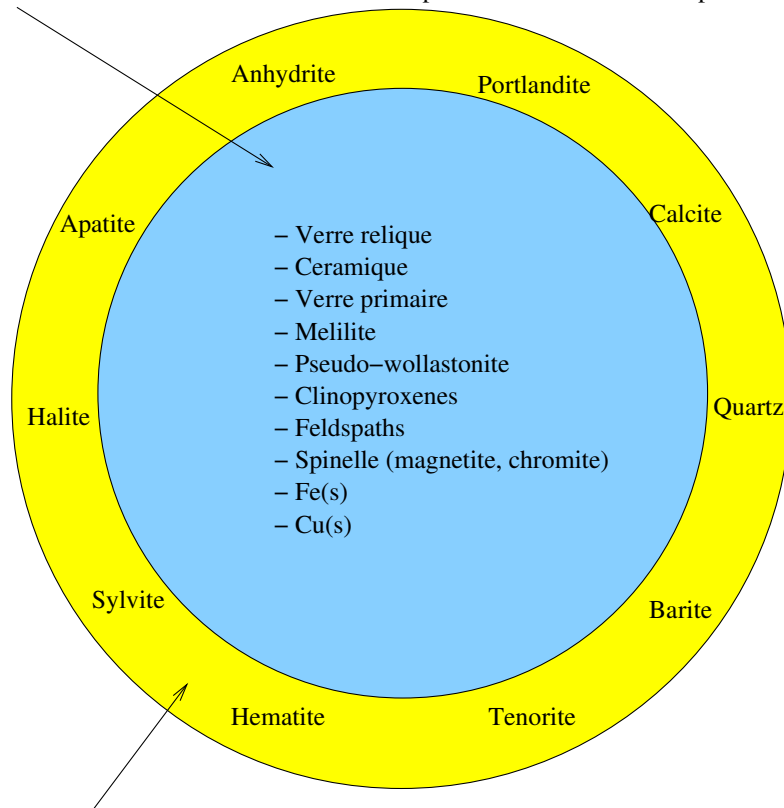 Anhydrite
Portlandite
Apatite
Calcite
− Verre relique
− Ceramique
− Verre primaire
− Melilite
− Pseudo−wollastonite
− Clinopyroxenes
− Feldspaths
− Spinelle (magnetite, chromite)
− Fe(s)
− Cu(s)
Halite
Quartz
Sylvite
Barite
Hematite
Tenorite